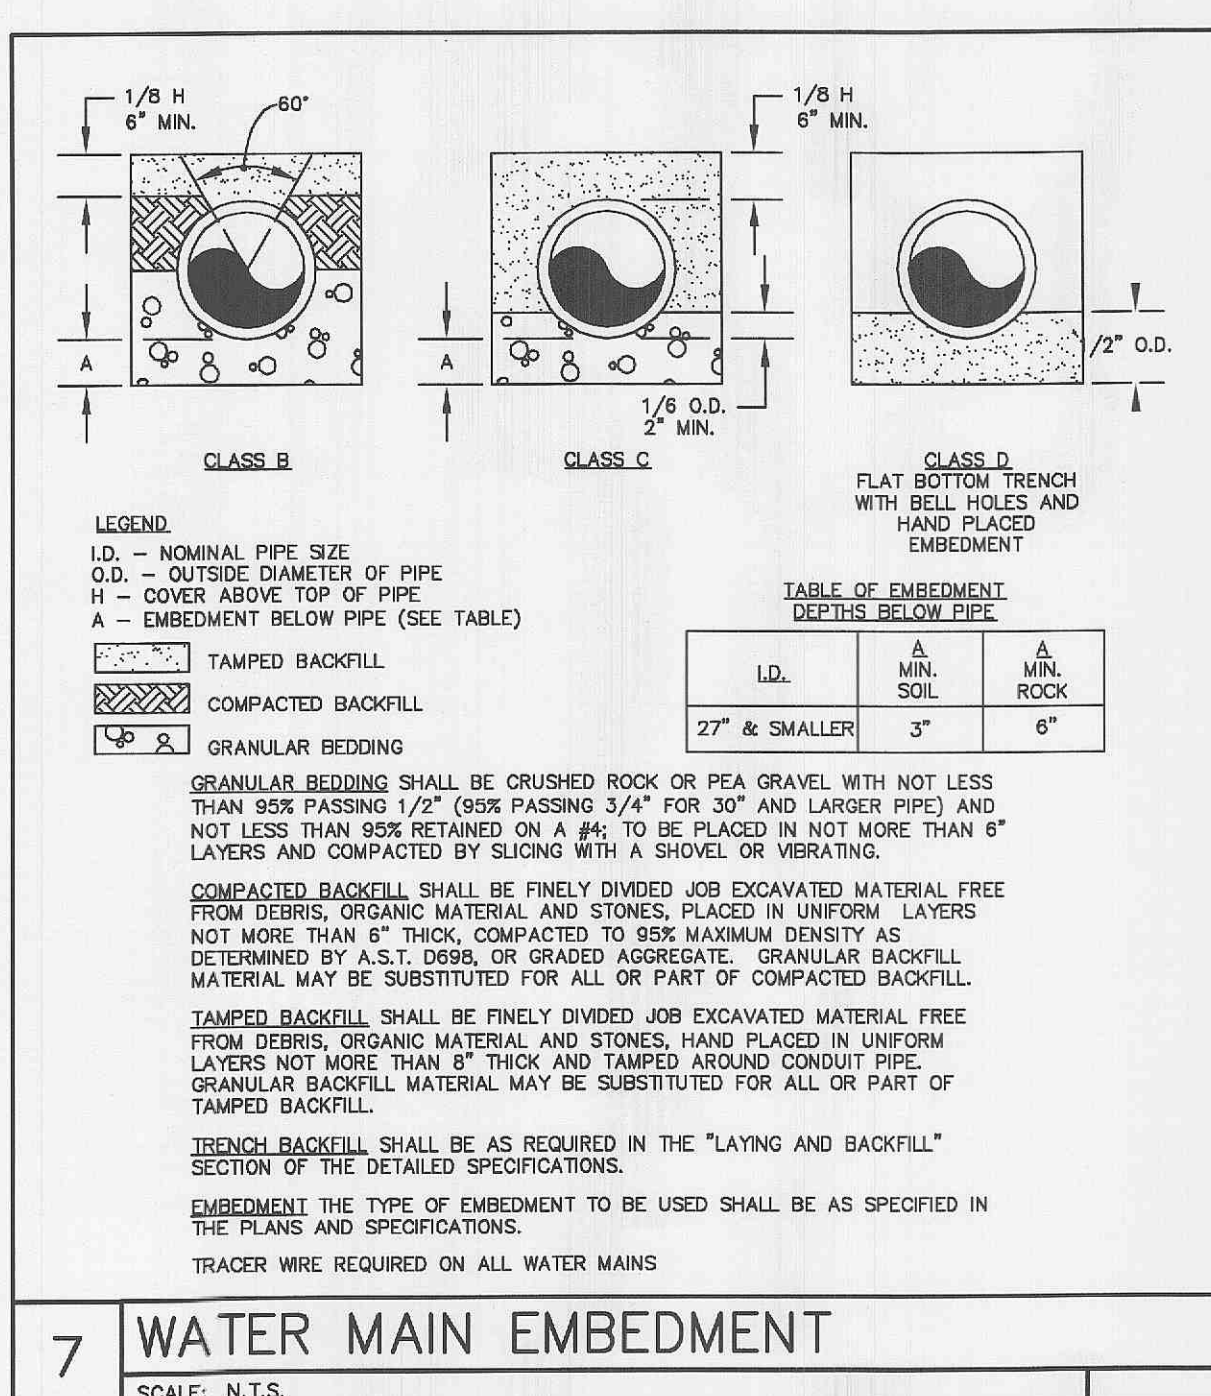 1/8 H
6" MIN.
60°
A
CLASS B
1/8 H
6" MIN.
A
1/6 O.D.
2" MIN.
CLASS C
/2" O.D.
CLASS D
FLAT BOTTOM TRENCH
WITH BELL HOLES AND
HAND PLACED
EMBEDMENT
LEGEND
I.D. – NOMINAL PIPE SIZE
O.D. – OUTSIDE DIAMETER OF PIPE
H – COVER ABOVE TOP OF PIPE
A – EMBEDMENT BELOW PIPE (SEE TABLE)
TAMPED BACKFILL
COMPACTED BACKFILL
GRANULAR BEDDING
TABLE OF EMBEDMENT
DEPTHS BELOW PIPE
I.D.
A
MIN.
SOIL
A
MIN.
ROCK
27" & SMALLER
3"
6"
GRANULAR BEDDING SHALL BE CRUSHED ROCK OR PEA GRAVEL WITH NOT LESS
THAN 95% PASSING 1/2" (95% PASSING 3/4" FOR 30" AND LARGER PIPE) AND
NOT LESS THAN 95% RETAINED ON A #4; TO BE PLACED IN NOT MORE THAN 6"
LAYERS AND COMPACTED BY SLICING WITH A SHOVEL OR VIBRATING.
COMPACTED BACKFILL SHALL BE FINELY DIVIDED JOB EXCAVATED MATERIAL FREE
FROM DEBRIS, ORGANIC MATERIAL AND STONES, PLACED IN UNIFORM LAYERS
NOT MORE THAN 6" THICK, COMPACTED TO 95% MAXIMUM DENSITY AS
DETERMINED BY A.S.T. D698, OR GRADED AGGREGATE. GRANULAR BACKFILL
MATERIAL MAY BE SUBSTITUTED FOR ALL OR PART OF COMPACTED BACKFILL.
TAMPED BACKFILL SHALL BE FINELY DIVIDED JOB EXCAVATED MATERIAL FREE
FROM DEBRIS, ORGANIC MATERIAL AND STONES, HAND PLACED IN UNIFORM
LAYERS NOT MORE THAN 8" THICK AND TAMPED AROUND CONDUIT PIPE.
GRANULAR BACKFILL MATERIAL MAY BE SUBSTITUTED FOR ALL OR PART OF
TAMPED BACKFILL.
TRENCH BACKFILL SHALL BE AS REQUIRED IN THE "LAYING AND BACKFILL"
SECTION OF THE DETAILED SPECIFICATIONS.
EMBEDMENT THE TYPE OF EMBEDMENT TO BE USED SHALL BE AS SPECIFIED IN
THE PLANS AND SPECIFICATIONS.
TRACER WIRE REQUIRED ON ALL WATER MAINS
7
WATER MAIN EMBEDMENT
SCALE: N.T.S.